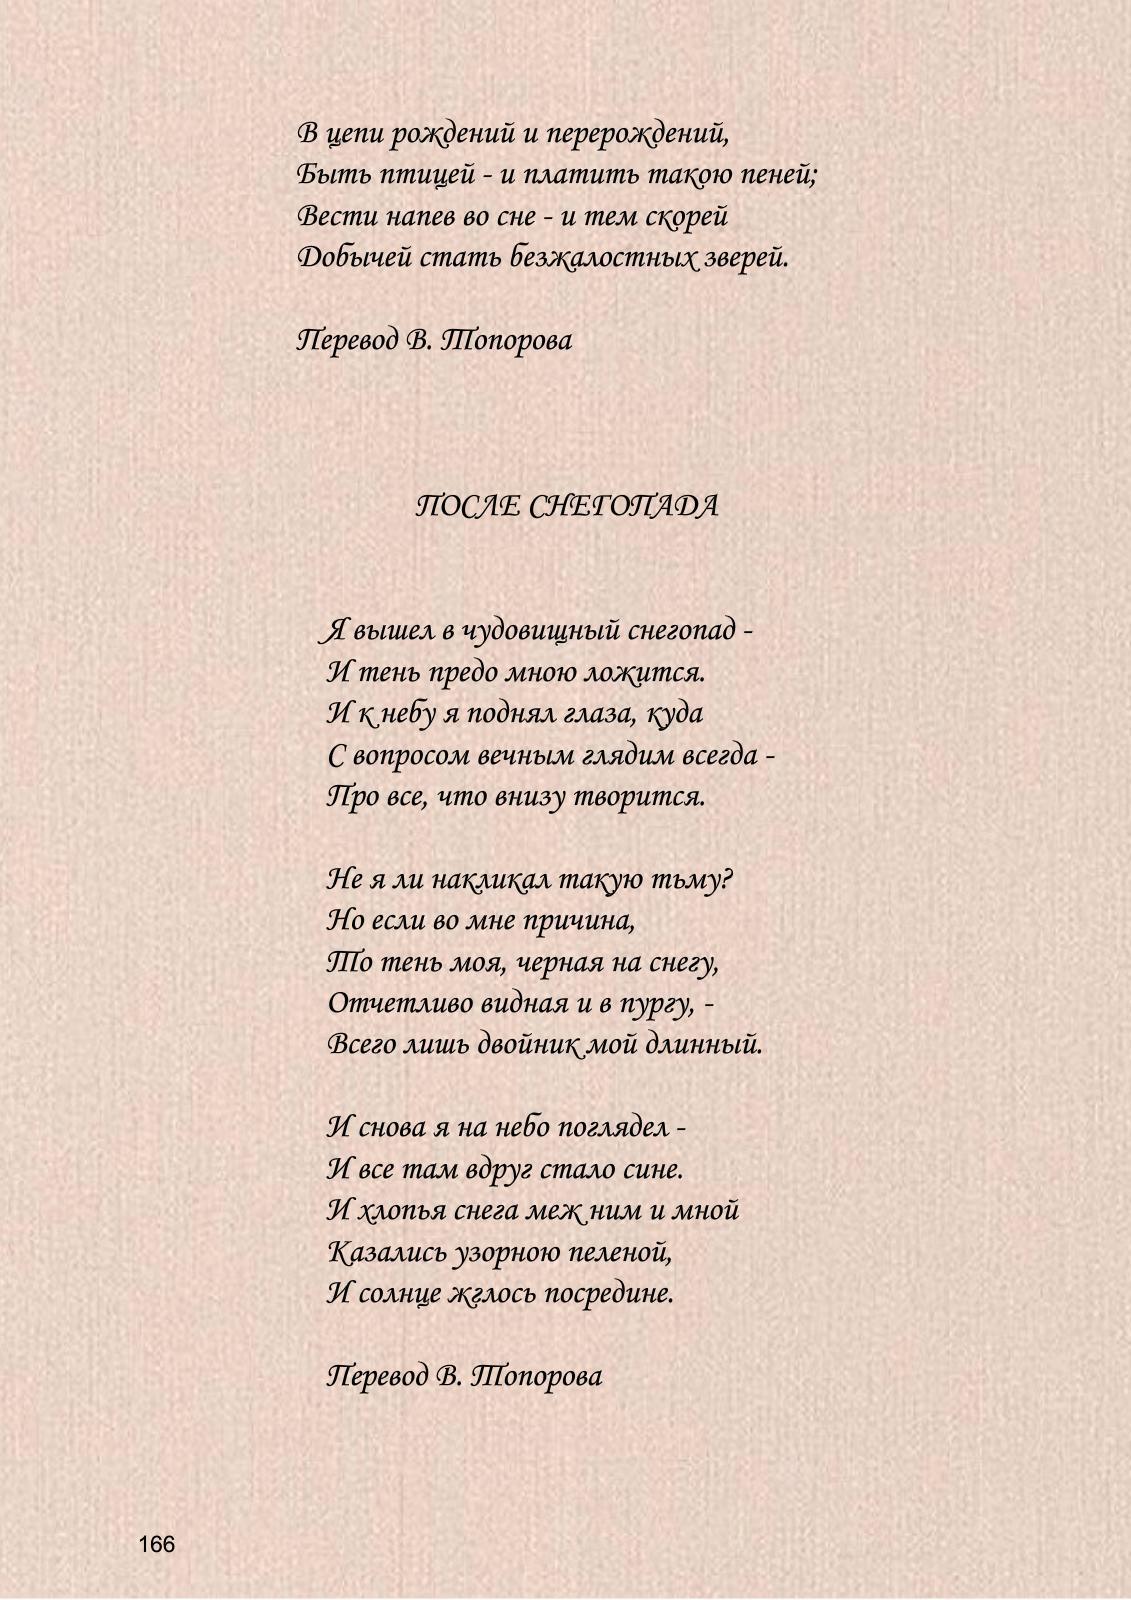 В цепи рождений и перерождений,
Быть птицей - и платить такою пеней;
Вести напев во сне - и тем скорей
Добычей стать безжалостных зверей.
Перевод В. Топорова
ПОСЛЕ СНЕГОПАДА
Я вышел в чудовищный снегопад -
И тень предо мною ложится.
И к небу я поднял глаза, куда
С вопросом вечным глядим всегда -
Про все, что внизу творится.
Не я ли накликал такую тьму?
Но если во мне причина,
То тень моя, черная на снегу,
Отчетливо видная и в пургу, -
Всего лишь двойник мой длинный.
И снова я на небо поглядел -
И все там вдруг стало сине.
И хлопья снега меж ним и мной
Казались узорною пеленой,
И солнце жглось посредине.
Перевод В. Топорова
166